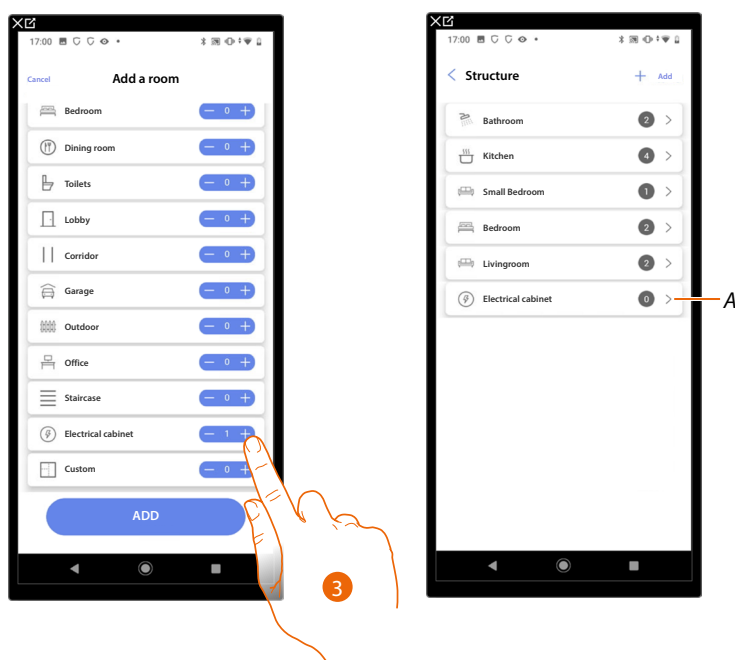 17:00
Cancel
Add a room
Bedroom
0
Dining room
0
Toilets
0
Lobby
0
Corridor
0
Garage
0
Outdoor
0
Office
0
Staircase
0
Electrical cabinet
1
Custom
0
ADD
3
17:00
Structure
+ Add
Bathroom
2
Kitchen
4
Small Bedroom
1
Bedroom
2
Livingroom
2
Electrical cabinet
0
A